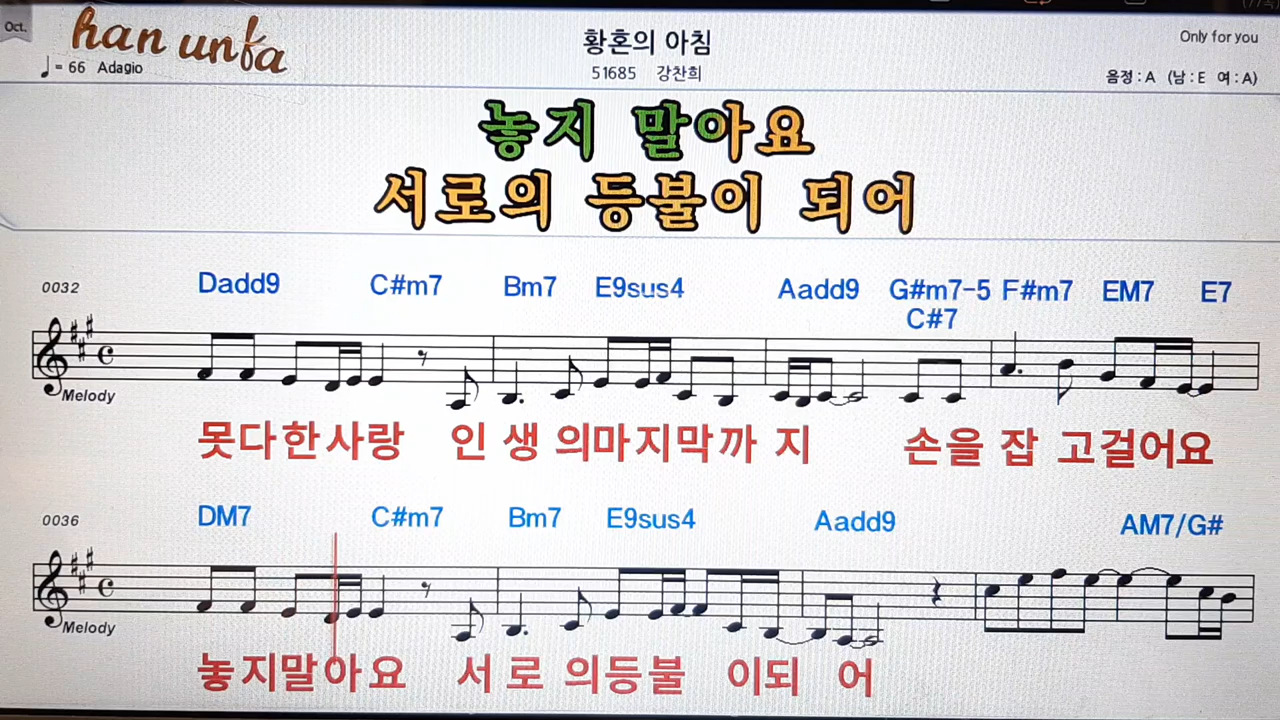 Oct.
han unfa
♩= 66 Adagio
황혼의 아침
51685 강찬희
Only for you
음정 : A (남 : E 여 : A)
놓지 말아요
서로의 등불이 되어
0032
Dadd9 C#m7 Bm7 E9sus4 Aadd9 G#m7-5 F#m7 EM7 E7
C#7
Melody
못다한사랑 인 생 의마지막까 지 손을 잡 고걸어요
0036
DM7 C#m7 Bm7 E9sus4 Aadd9 AM7/G#
Melody
놓지말아요 서 로 의등불 이되 어